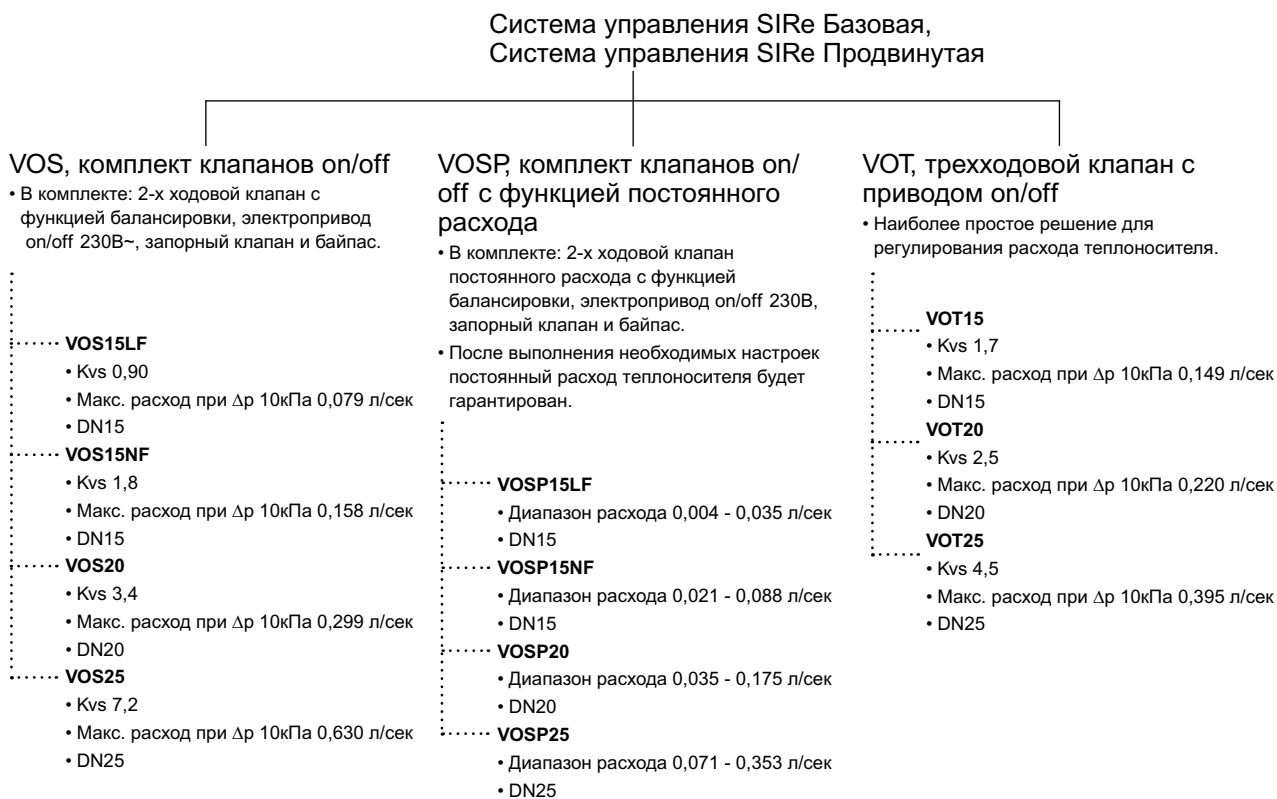 Система управления SIRe Базовая,
Система управления SIRe Продвинутая
VOS, комплект клапанов on/off
• В комплекте: 2-х ходовой клапан с
функцией балансировки, электропривод
on/off 230В~, запорный клапан и байпас.
VOS15LF
• Kvs 0,90
• Макс. расход при Δp 10кПа 0,079 л/сек
• DN15
VOS15NF
• Kvs 1,8
• Макс. расход при Δp 10кПа 0,158 л/сек
• DN15
VOS20
• Kvs 3,4
• Макс. расход при Δp 10кПа 0,299 л/сек
• DN20
VOS25
• Kvs 7,2
• Макс. расход при Δp 10кПа 0,630 л/сек
• DN25
VOSP, комплект клапанов on/
off с функцией постоянного
расхода
• В комплекте: 2-х ходовой клапан
постоянного расхода с функцией
балансировки, электропривод on/off 230В,
запорный клапан и байпас.
• После выполнения необходимых настроек
постоянный расход теплоносителя будет
гарантирован.
VOSP15LF
• Диапазон расхода 0,004 - 0,035 л/сек
• DN15
VOSP15NF
• Диапазон расхода 0,021 - 0,088 л/сек
• DN15
VOSP20
• Диапазон расхода 0,035 - 0,175 л/сек
• DN20
VOSP25
• Диапазон расхода 0,071 - 0,353 л/сек
• DN25
VOT, трехходовой клапан с
приводом on/off
• Наиболее простое решение для
регулирования расхода теплоносителя.
VOT15
• Kvs 1,7
• Макс. расход при Δp 10кПа 0,149 л/сек
• DN15
VOT20
• Kvs 2,5
• Макс. расход при Δp 10кПа 0,220 л/сек
• DN20
VOT25
• Kvs 4,5
• Макс. расход при Δp 10кПа 0,395 л/сек
• DN25